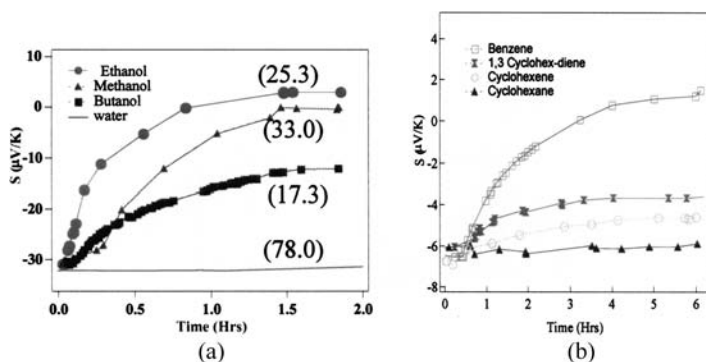 10
0
-10
-20
-30
S (μV/K)
Ethanol
Methanol
Butanol
water
(25.3)
(33.0)
(17.3)
(78.0)
0.0 0.5 1.0 1.5 2.0
Time (Hrs)
(a)
4
2
0
-2
-4
-6
-8
S (μV/K)
Benzene
1,3 Cyclohex-diene
Cyclohexene
Cyclohexane
0 1 2 3 4 5 6
Time (Hrs)
(b)